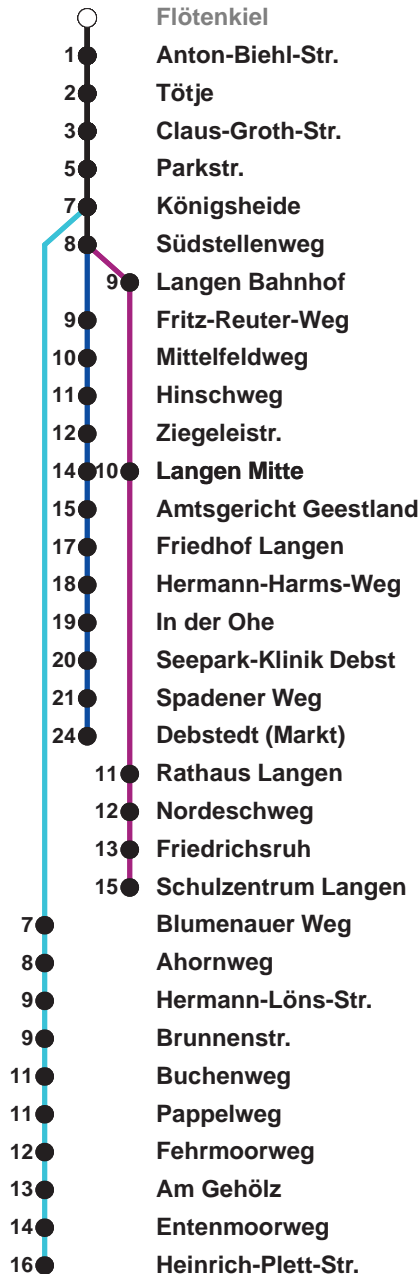 Flötenkiel
1 Anton-Biehl-Str.
2 Tötje
3 Claus-Groth-Str.
5 Parkstr.
7 Königsheide
8 Südstellenweg
9 Langen Bahnhof
9 Fritz-Reuter-Weg
10 Mittelfeldweg
11 Hinschweg
12 Ziegeleistr.
14 10 Langen Mitte
15 Amtsgericht Geestland
17 Friedhof Langen
18 Hermann-Harms-Weg
19 In der Ohe
20 Seepark-Klinik Debst
21 Spadener Weg
24 Debstedt (Markt)
11 Rathaus Langen
12 Nordeschweg
13 Friedrichsruh
15 Schulzentrum Langen
7 Blumenauer Weg
8 Ahornweg
9 Hermann-Löns-Str.
9 Brunnenstr.
11 Buchenweg
11 Pappelweg
12 Fehrmoorweg
13 Am Gehölz
14 Entenmoorweg
16 Heinrich-Plett-Str.